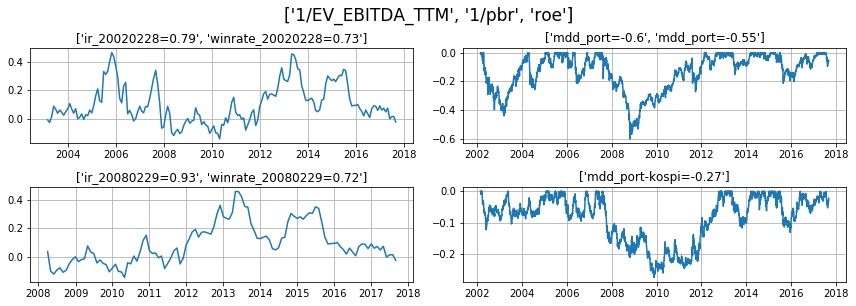 ['1/EV_EBITDA_TTM', '1/pbr', 'roe']
['ir_20020228=0.79', 'winrate_20020228=0.73']
0.4
0.2
0.0
2004 2006 2008 2010 2012 2014 2016 2018
['mdd_port=-0.6', 'mdd_port=-0.55']
0.0
−0.2
−0.4
−0.6
2002 2004 2006 2008 2010 2012 2014 2016 2018
['ir_20080229=0.93', 'winrate_20080229=0.72']
0.4
0.2
0.0
2008 2009 2010 2011 2012 2013 2014 2015 2016 2017 2018
['mdd_port-kospi=-0.27']
0.0
−0.1
−0.2
2002 2004 2006 2008 2010 2012 2014 2016 2018